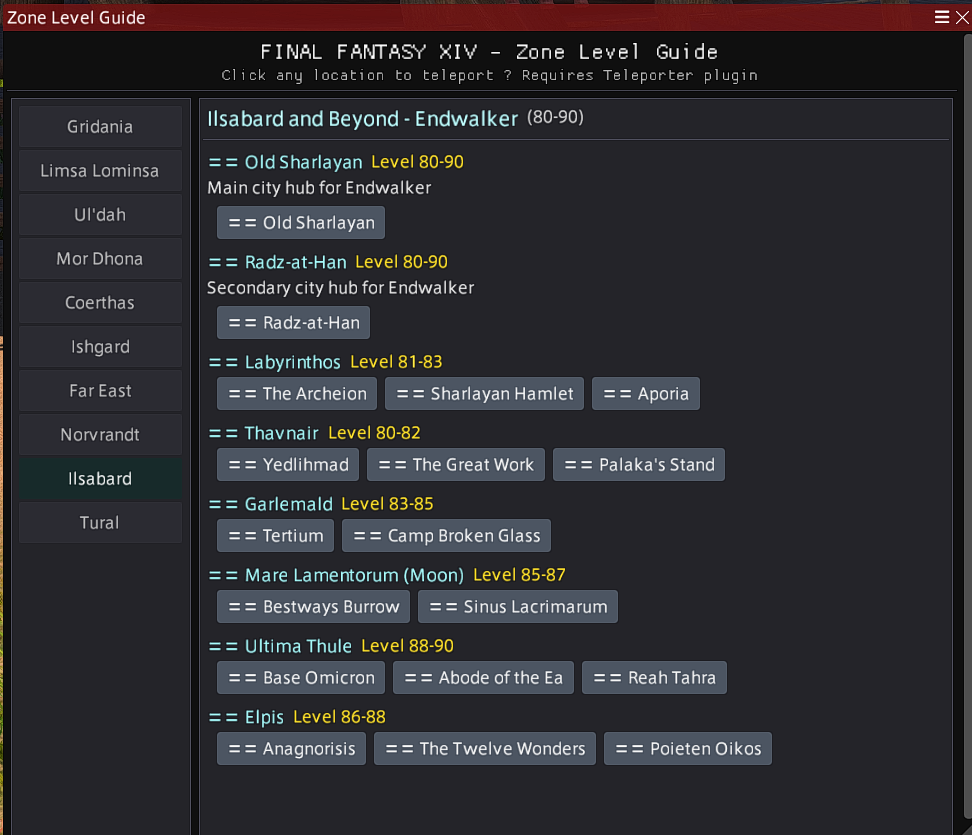 Zone Level Guide
FINAL FANTASY XIV - Zone Level Guide
Click any location to teleport ? Requires Teleporter plugin
Gridania
Limsa Lominsa
Ul'dah
Mor Dhona
Coerthas
Ishgard
Far East
Norvrandt
Ilsabard
Tural
Ilsabard and Beyond - Endwalker (80-90)
== Old Sharlayan Level 80-90
Main city hub for Endwalker
== Old Sharlayan
== Radz-at-Han Level 80-90
Secondary city hub for Endwalker
== Radz-at-Han
== Labyrinthos Level 81-83
== The Archeion == Sharlayan Hamlet == Aporia
== Thavnair Level 80-82
== Yedlihmad == The Great Work == Palaka's Stand
== Garlemald Level 83-85
== Tertium == Camp Broken Glass
== Mare Lamentorum (Moon) Level 85-87
== Bestways Burrow == Sinus Lacrimarum
== Ultima Thule Level 88-90
== Base Omicron == Abode of the Ea == Reah Tahra
== Elpis Level 86-88
== Anagnorisis == The Twelve Wonders == Poieten Oikos